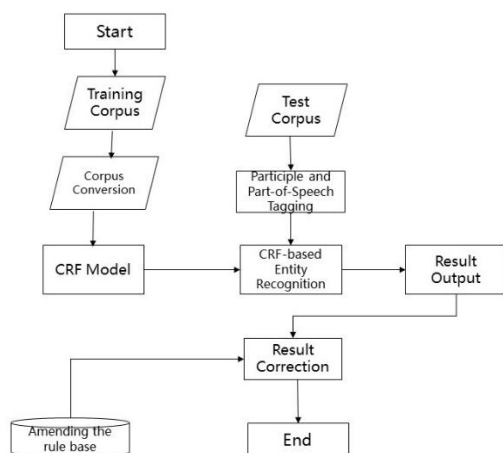 Start
Training
Corpus
Test
Corpus
Corpus
Conversion
Participle and
Part-of-Speech
Tagging
CRF Model
CRF-based
Entity
Recognition
Result
Output
Result
Correction
Amending the
rule base
End